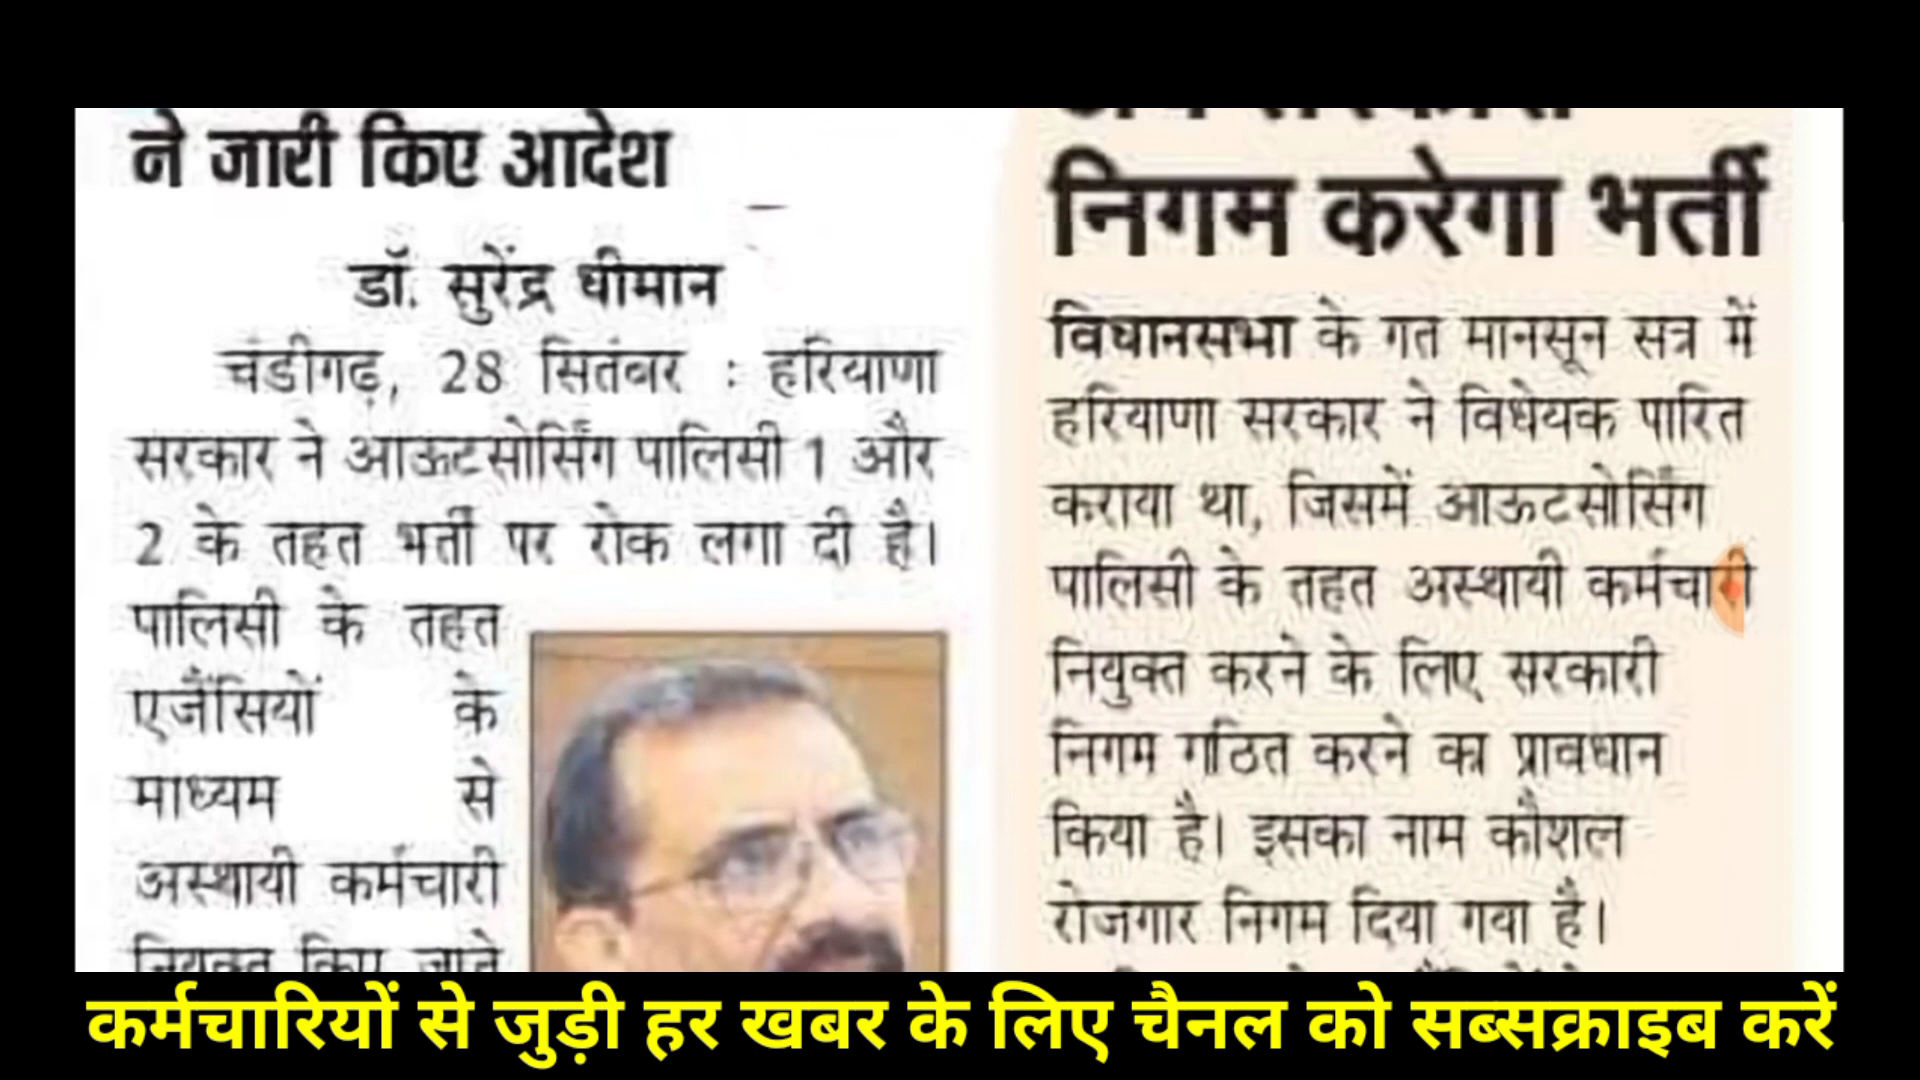 ने जारी किए आदेश
डॉ. सुरेंद्र धीमान
चंडीगढ़, 28 सितंबर : हरियाणा
सरकार ने आऊटसोर्सिंग पालिसी 1 और
2 के तहत भर्ती पर रोक लगा दी है।
पालिसी के तहत
एजैंसियों के
माध्यम से
अस्थायी कर्मचारी
नियुक्त किए जाते
निगम करेगा भर्ती
विधानसभा के गत मानसून सत्र में
हरियाणा सरकार ने विधेयक पारित
कराया था, जिसमें आऊटसोर्सिंग
पालिसी के तहत अस्थायी कर्मचारी
नियुक्त करने के लिए सरकारी
निगम गठित करने का प्रावधान
किया है। इसका नाम कौशल
रोजगार निगम दिया गया है।
कर्मचारियों से जुड़ी हर खबर के लिए चैनल को सब्सक्राइब करें